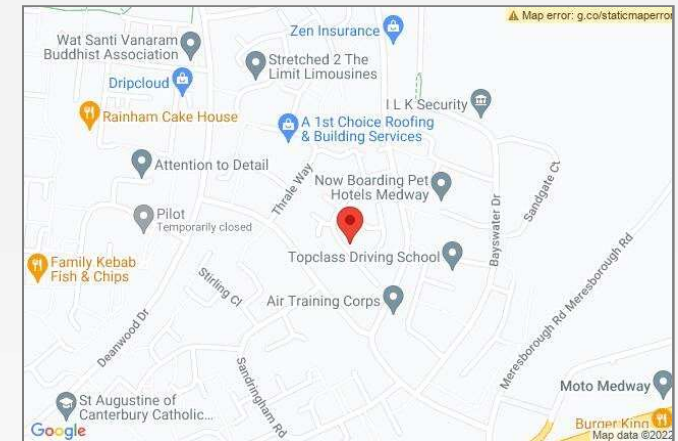 Map error: g.co/staticmaperror
Zen Insurance
Wat Santi Vanaram
Buddhist Association
Stretched 2 The
Limit Limousines
Dripcloud
I L K Security
Rainham Cake House
A 1st Choice Roofing
& Building Services
Attention to Detail
Thrale Way
Now Boarding Pet
Hotels Medway
Sandgate Ct
Bayswater Dr
Pilot
Temporarily closed
Topclass Driving School
Family Kebab
Fish & Chips
Stirling Cl
Air Training Corps
Meresborough Rd
Meresborough Rd
Deanwood Dr
Sandringham Rd
Moto Medway
St Augustine of
Canterbury Catholic...
Burger King
Google
Map data ©2022